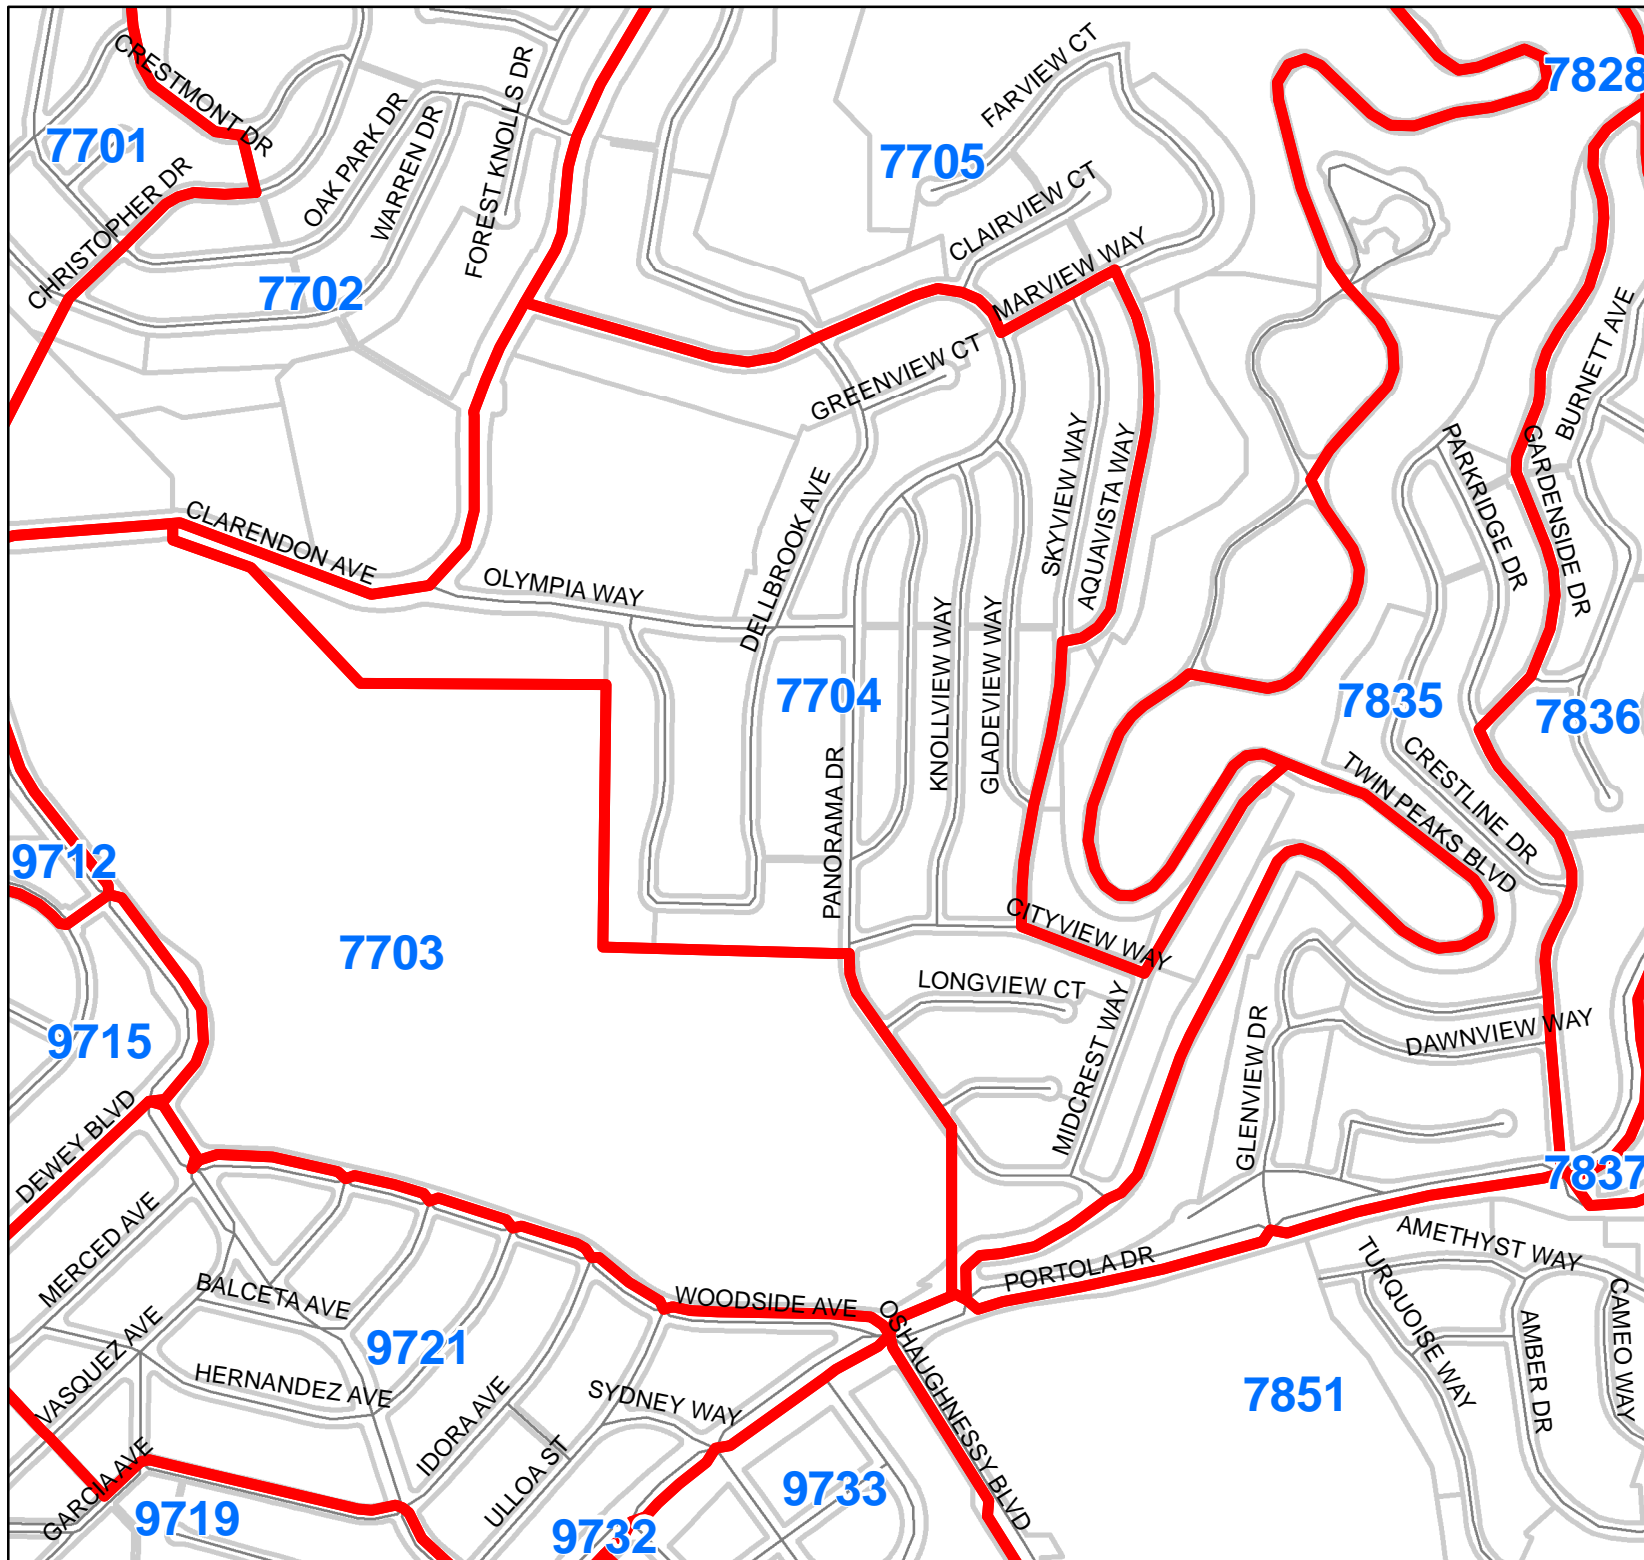 CRESTMONT DR
7701
CHRISTOPHER DR
OAK PARK DR
WARREN DR
FOREST KNOLLS DR
7702
FARVIEW CT
7705
CLAIRVIEW CT
MARVIEW WAY
7828
GREENVIEW CT
BURNETT AVE
CLARENDON AVE
OLYMPIA WAY
DELLBROOK AVE
SKYVIEW WAY
AQUAVISTA WAY
PARKRIDGE DR
GARDENSIDE DR
7704
KNOLLVIEW WAY
GLADEVIEW WAY
PANORAMA DR
7835
7836
CRESTLINE DR
TWIN PEAKS BLVD
9712
7703
CITYVIEW WAY
LONGVIEW CT
MIDCREST WAY
9715
GLENVIEW DR
DAWNVIEW WAY
DEWEY BLVD
MERCED AVE
7837
AMETHYST WAY
PORTOLA DR
TURQUOISE WAY
CAMEO WAY
AMBER DR
BALCETA AVE
WOODSIDE AVE
OSHAUGHNESSY BLVD
VASQUEZ AVE
9721
HERNANDEZ AVE
SYDNEY WAY
7851
IDORA AVE
ULLOA ST
GARCIA AVE
9719
9733
9732